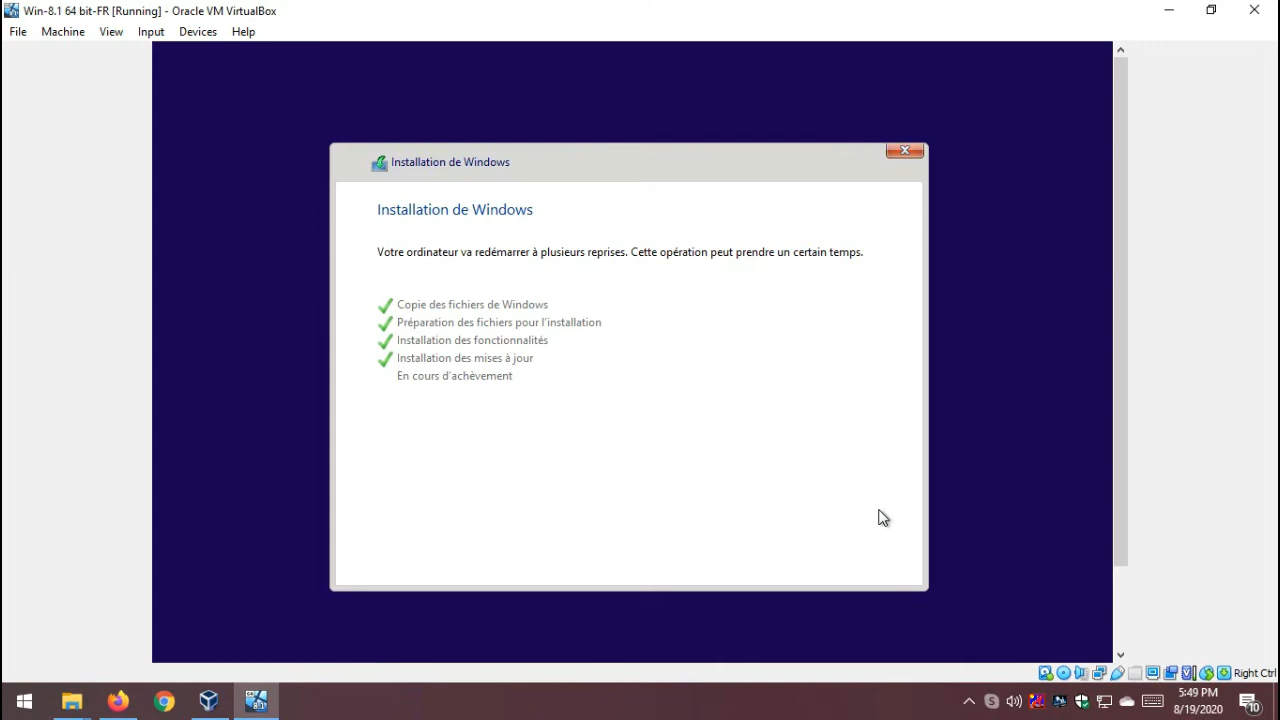 Win-8.1 64 bit-FR [Running] - Oracle VM VirtualBox
File Machine View Input Devices Help
Installation de Windows
Installation de Windows
Votre ordinateur va redémarrer à plusieurs reprises. Cette opération peut prendre un certain temps.
Copie des fichiers de Windows
Préparation des fichiers pour l'installation
Installation des fonctionnalités
Installation des mises à jour
En cours d'achèvement
Right Ctrl
5:49 PM
8/19/2020
10